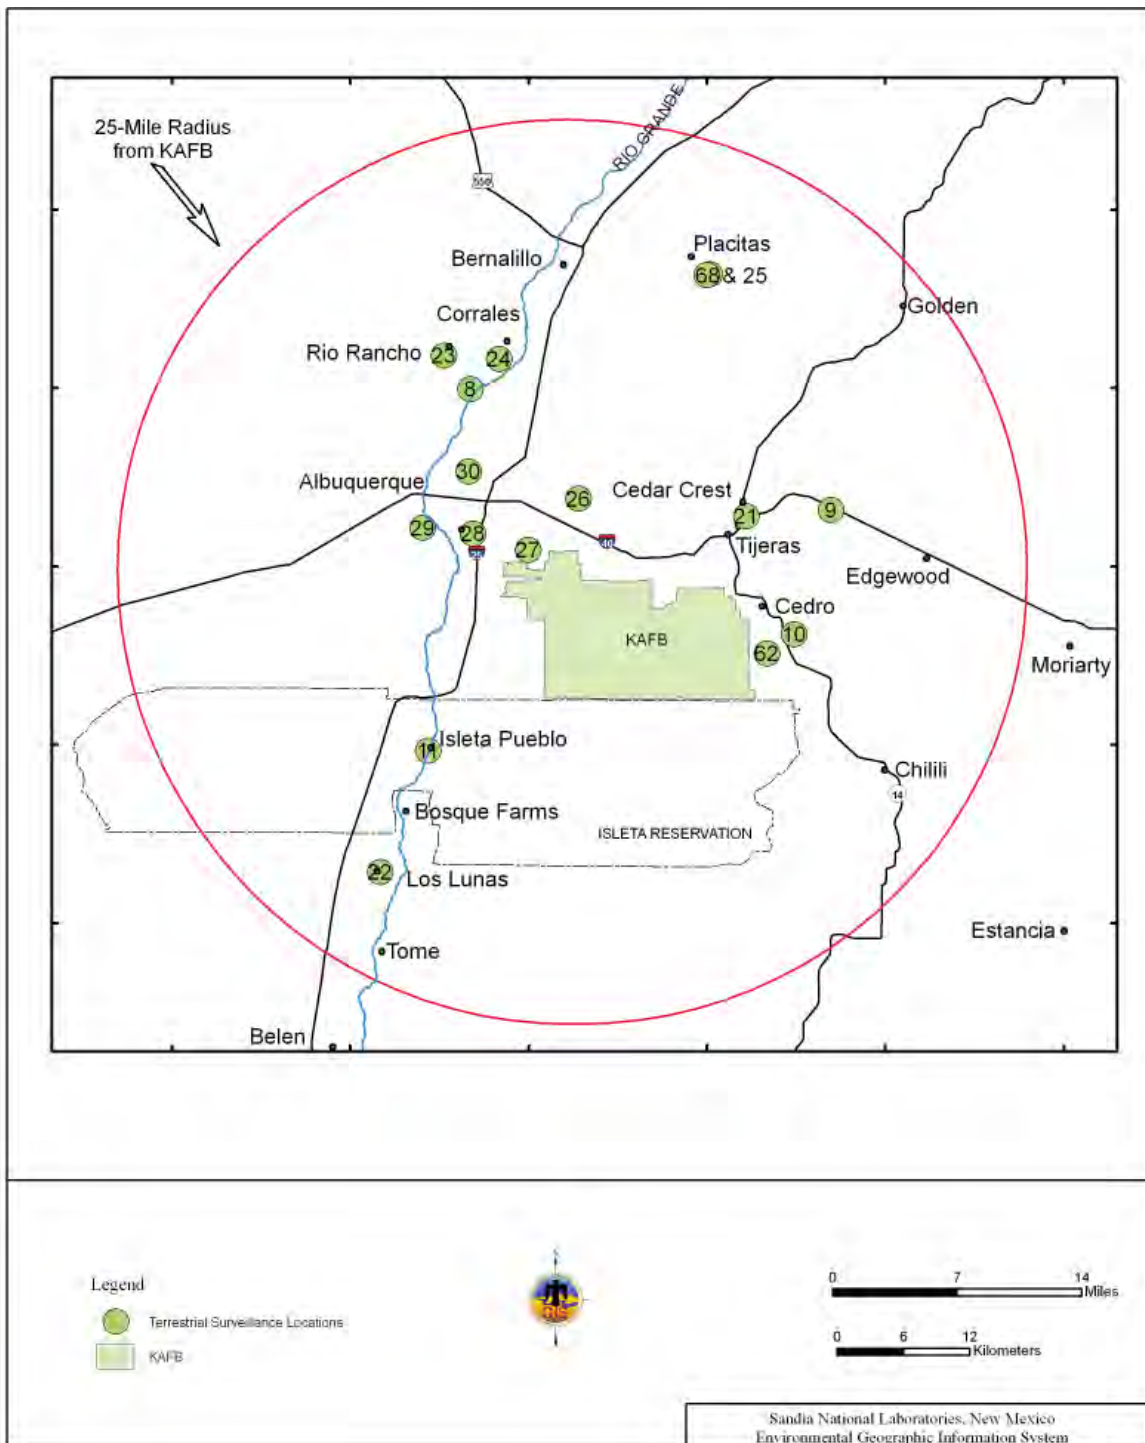 25-Mile Radius
from KAFB
RIO GRANDE
550
Placitas
Bernalillo
68 & 25
Golden
Corrales
Rio Rancho
23
24
8
30
Albuquerque
26
Cedar Crest
21
9
29
28
27
40
Tijeras
Edgewood
Cedro
10
KAFB
62
Moriarty
Isleta Pueblo
11
Chilili
14
Bosque Farms
ISLETA RESERVATION
22
Los Lunas
Estancia
Tome
Belen
Legend
Terrestrial Surveillance Locations
KAFB
0 7 14
Miles
0 6 12
Kilometers
Sandia National Laboratories, New Mexico
Environmental Geographic Information System